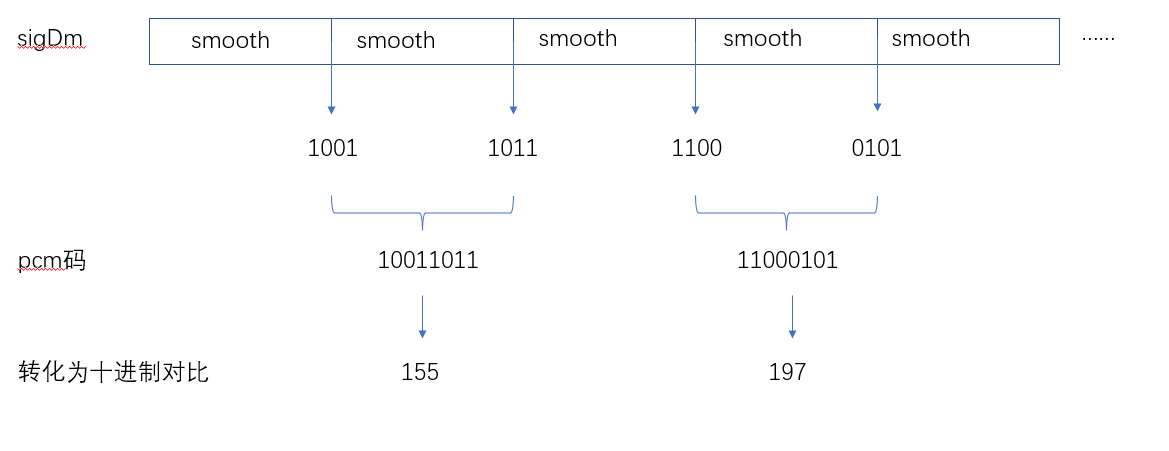 sigDm smooth smooth smooth smooth smooth ······
1001 1011 1100 0101
pcm码 10011011 11000101
转化为十进制对比 155 197